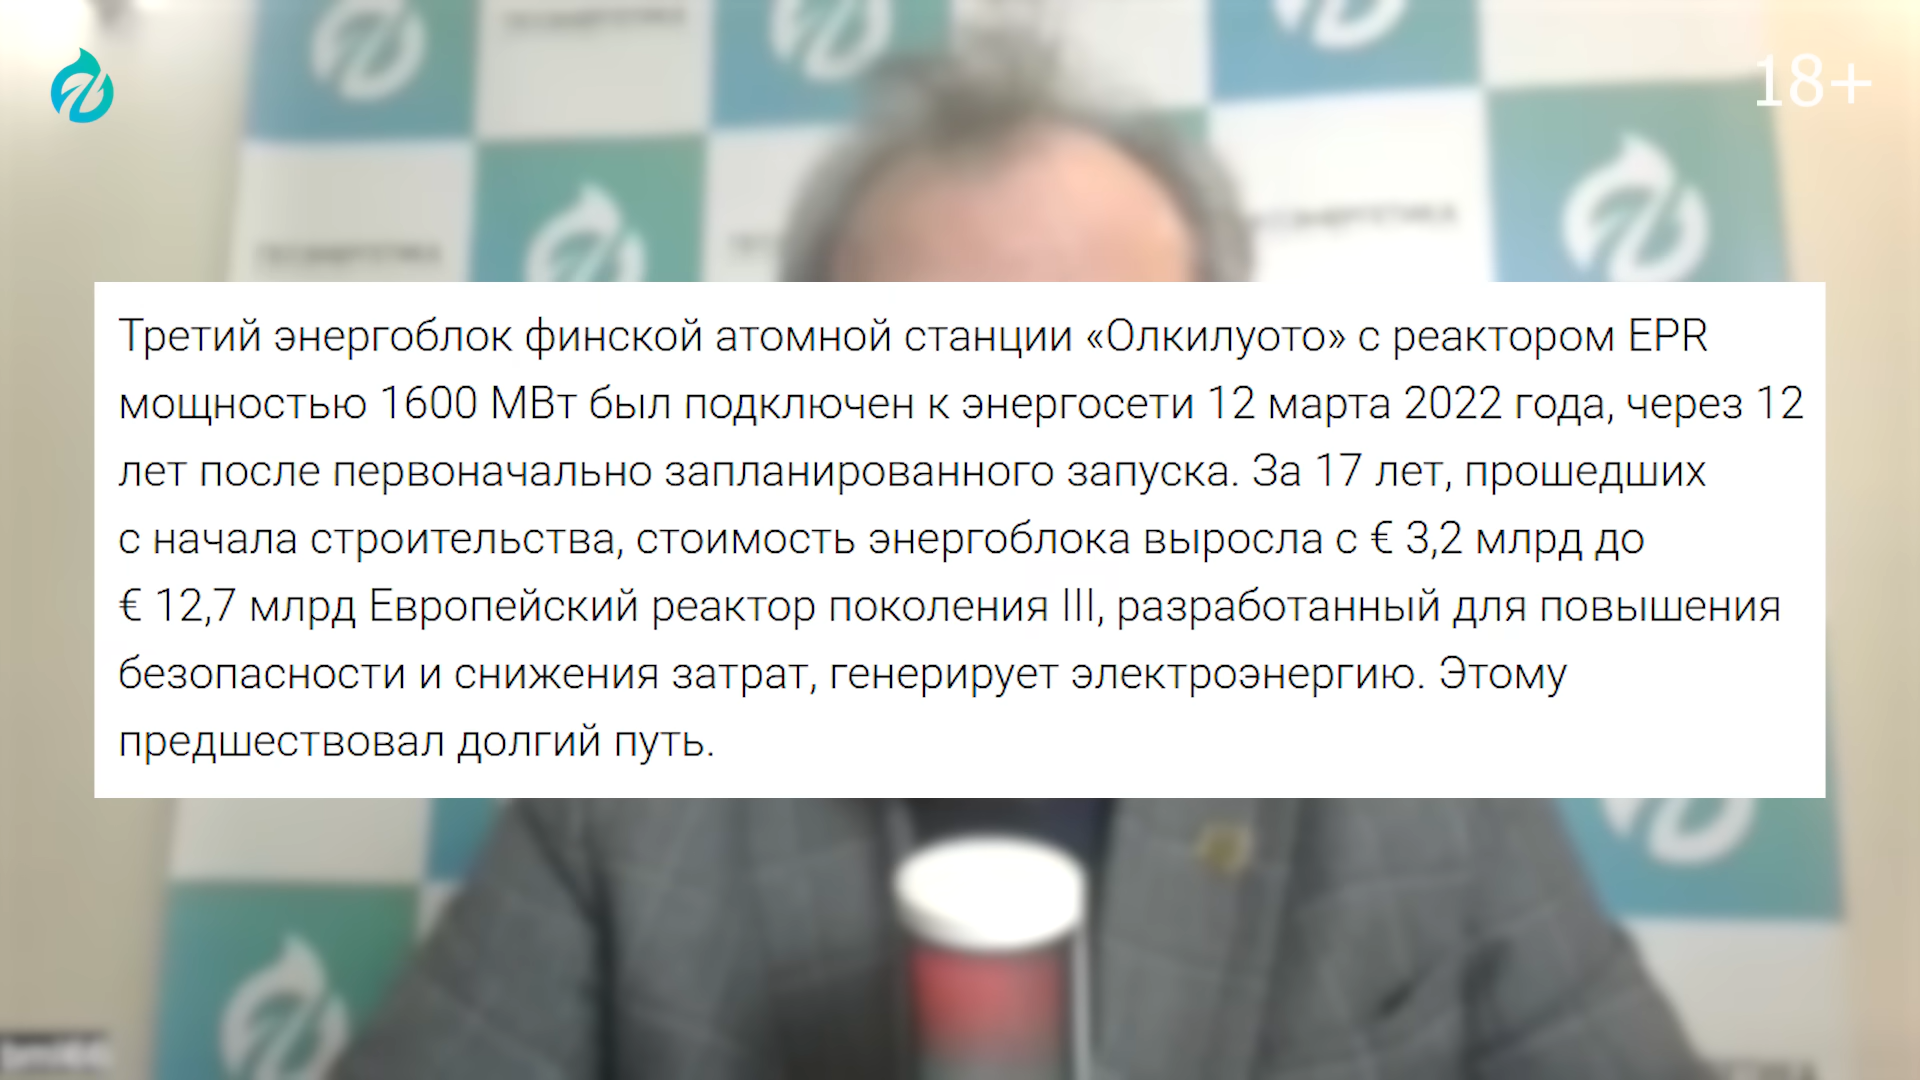 18+
ГЕОЭНЕРГЕТИКА
ГЕОЭНЕРГЕТИКА
Третий энергоблок финской атомной станции «Олкилуото» с реактором EPR
мощностью 1600 МВт был подключен к энергосети 12 марта 2022 года, через 12
лет после первоначально запланированного запуска. За 17 лет, прошедших
с начала строительства, стоимость энергоблока выросла с € 3,2 млрд до
€ 12,7 млрд Европейский реактор поколения III, разработанный для повышения
безопасности и снижения затрат, генерирует электроэнергию. Этому
предшествовал долгий путь.